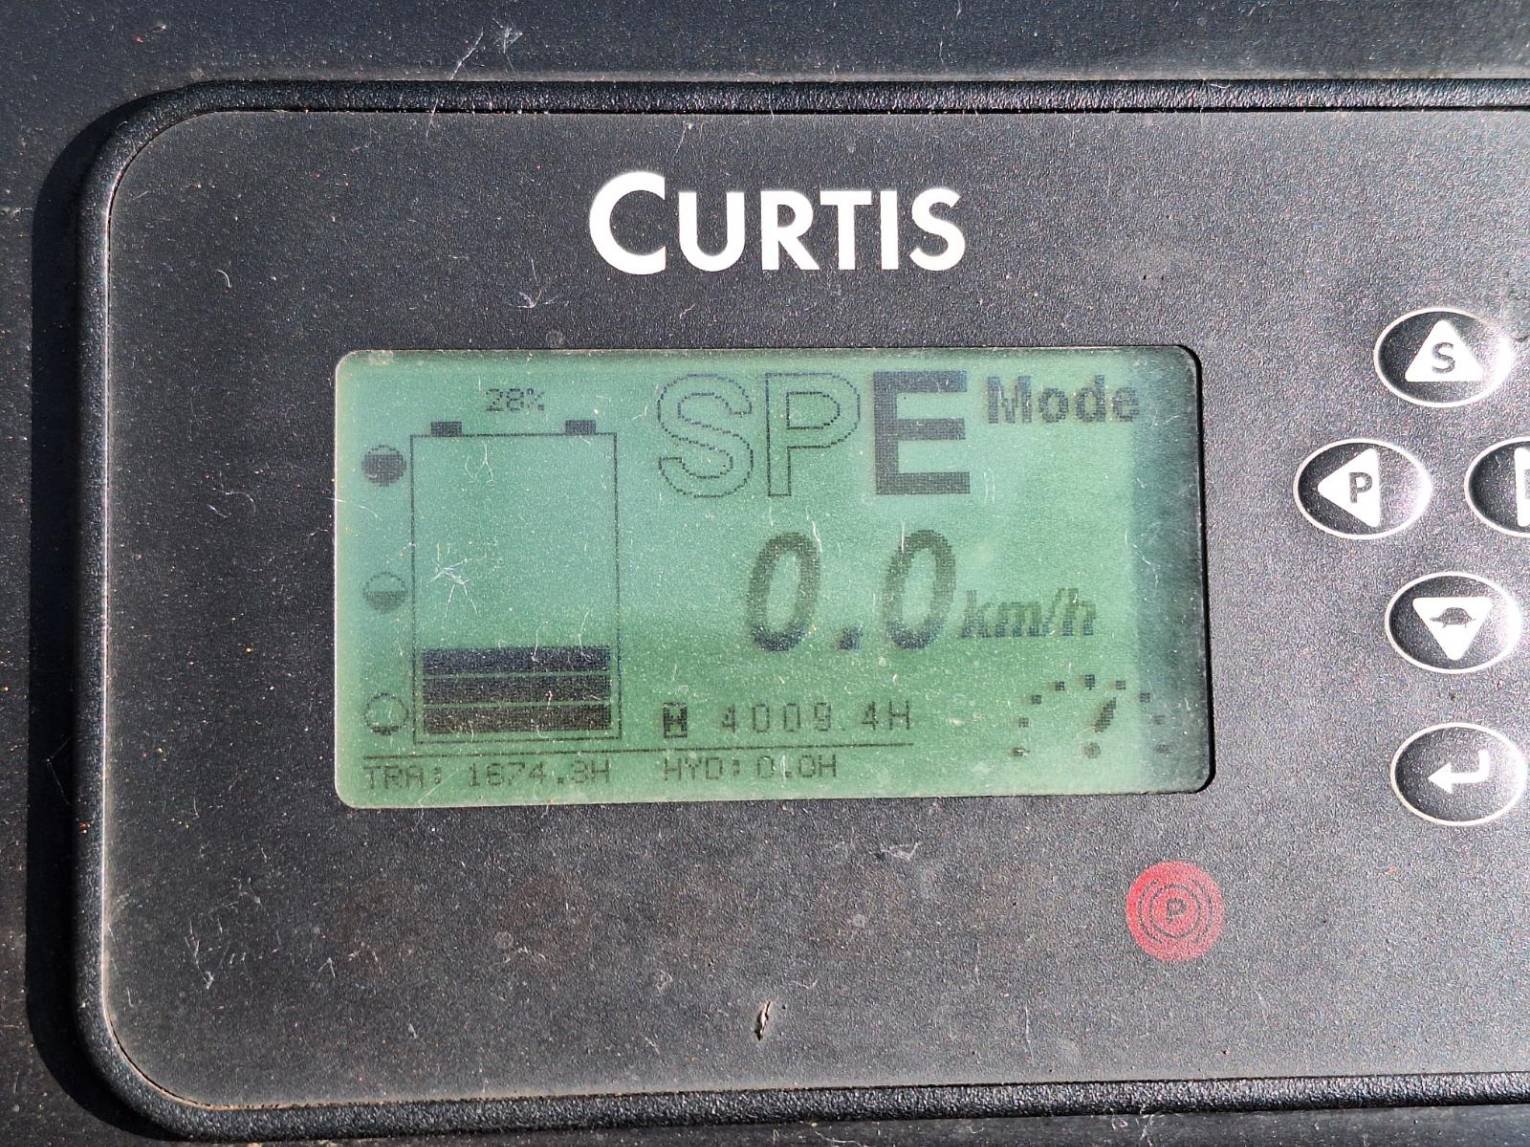 CURTIS
28%
SPE Mode
0.0 km/h
H 4009.4H
TRA: 1674.3H HYD: 0.0H
S
P
P